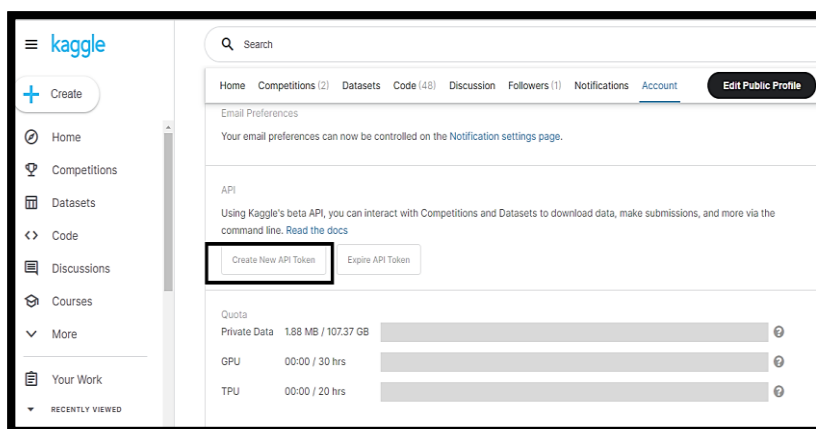 kaggle
Search
Create
Home Competitions (2) Datasets Code (48) Discussion Followers (1) Notifications Account Edit Public Profile
Home
Competitions
Datasets
Code
Discussions
Courses
More
Your Work
RECENTLY VIEWED
Email Preferences
Your email preferences can now be controlled on the Notification settings page.
API
Using Kaggle's beta API, you can interact with Competitions and Datasets to download data, make submissions, and more via the
command line. Read the docs
Create New API Token Expire API Token
Quota
Private Data 1.88 MB / 107.37 GB ?
GPU 00:00 / 30 hrs ?
TPU 00:00 / 20 hrs ?